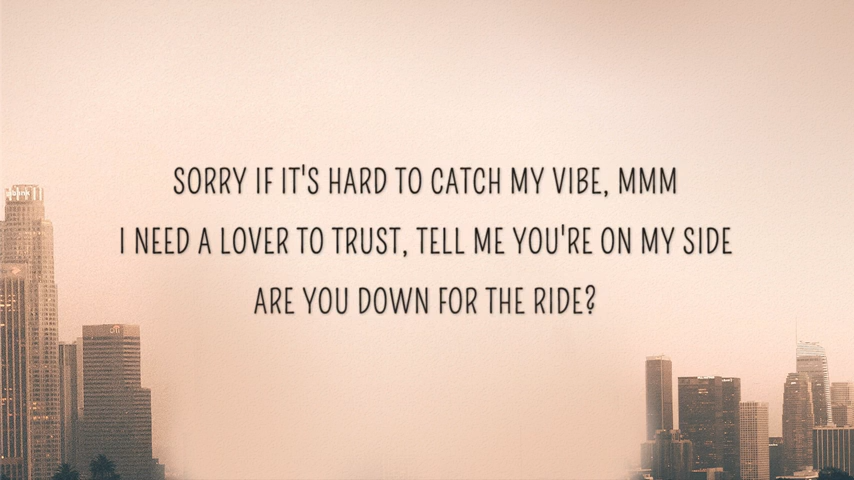 SORRY IF IT'S HARD TO CATCH MY VIBE, MMM
I NEED A LOVER TO TRUST, TELL ME YOU'RE ON MY SIDE
ARE YOU DOWN FOR THE RIDE?